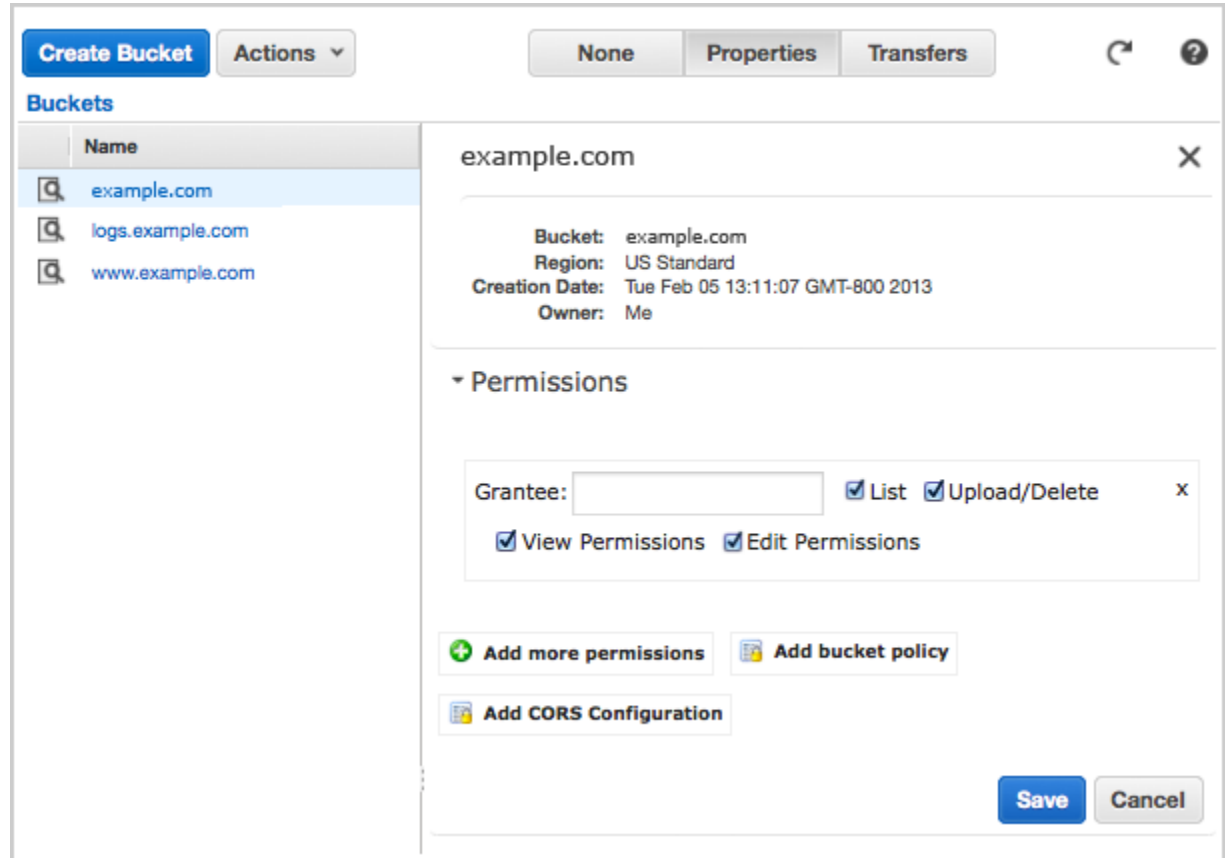 Create Bucket Actions None Properties Transfers
Buckets
Name
example.com
logs.example.com
www.example.com
example.com
Bucket: example.com
Region: US Standard
Creation Date: Tue Feb 05 13:11:07 GMT-800 2013
Owner: Me
Permissions
Grantee: List Upload/Delete x
View Permissions Edit Permissions
Add more permissions Add bucket policy
Add CORS Configuration
Save Cancel